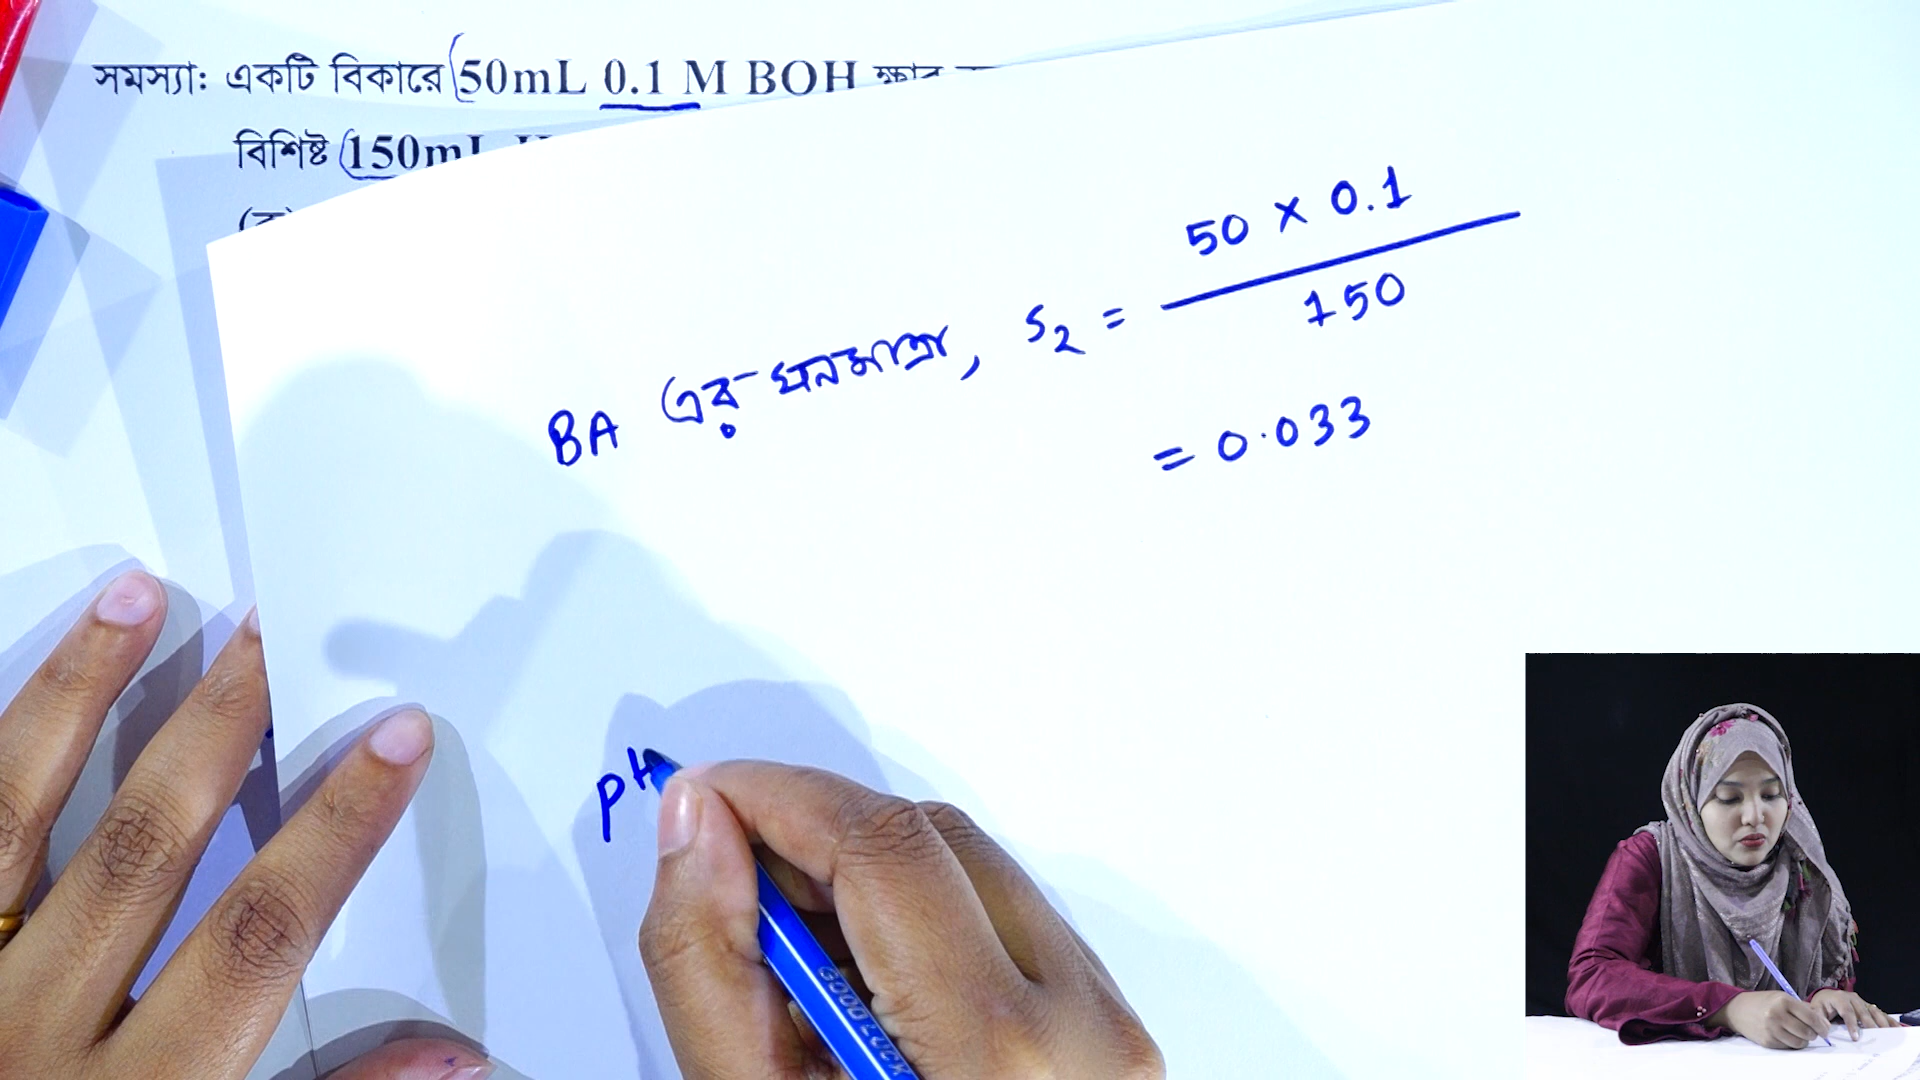 সমস্যাঃ একটি বিকারে (50mL 0.1 M BOH ক্ষার
বিশিষ্ট (150mL
50 × 0.1
BA এর ঘনমাত্রা, S₂ = ―――
150
= 0.033
pH
GOOD LUCK